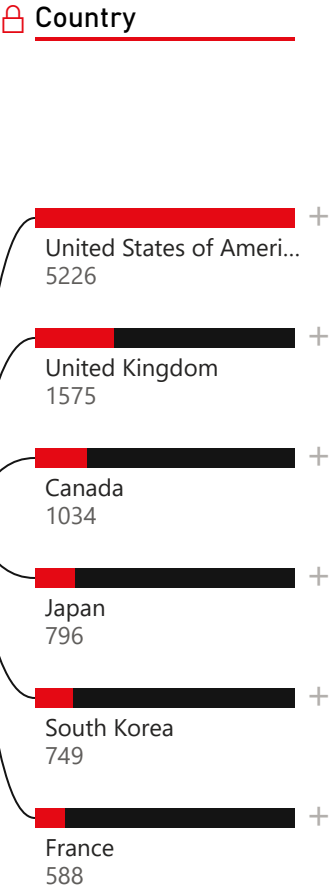 Country
United States of Ameri...
5226
United Kingdom
1575
Canada
1034
Japan
796
South Korea
749
France
588